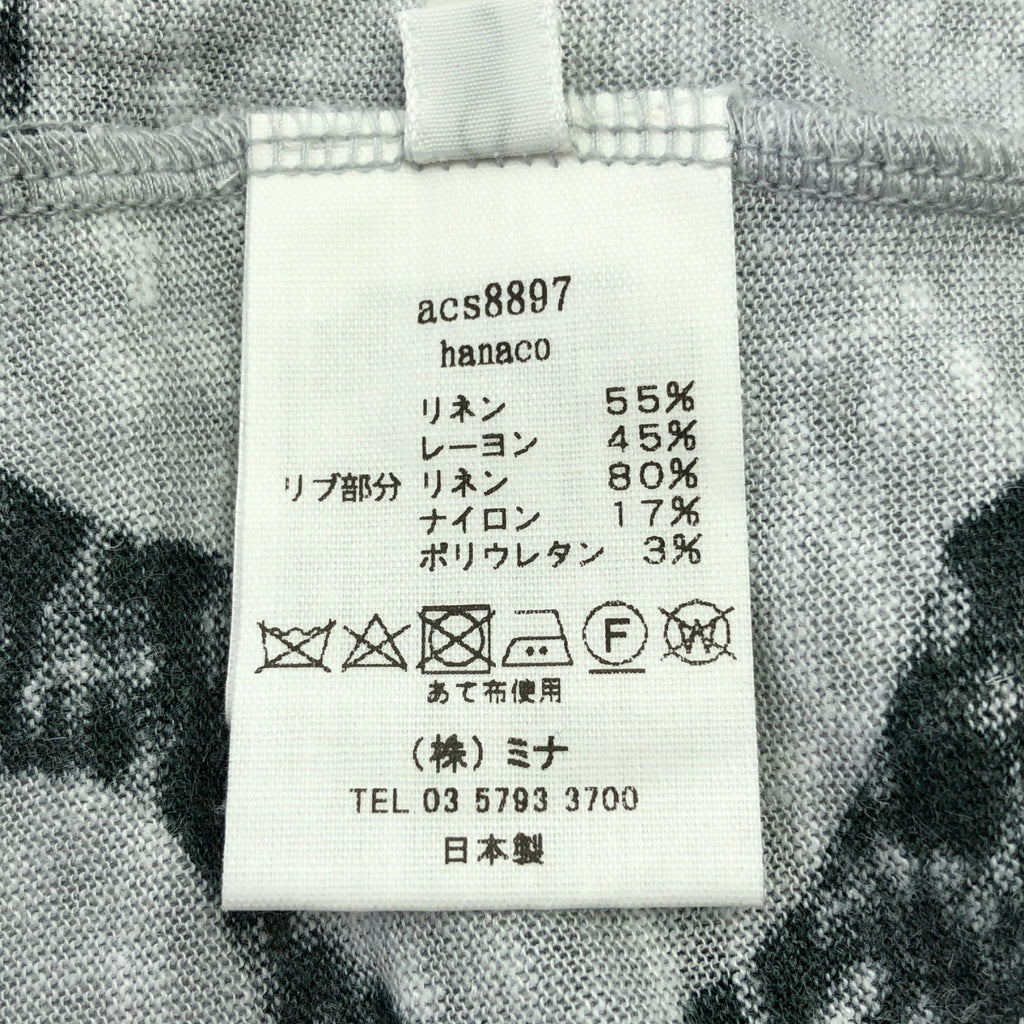 acs8897
hanaco
リネン 55%
レーヨン 45%
リブ部分 リネン 80%
ナイロン 17%
ポリウレタン 3%
F W
あて布使用
(株)ミナ
TEL 03 5793 3700
日本製